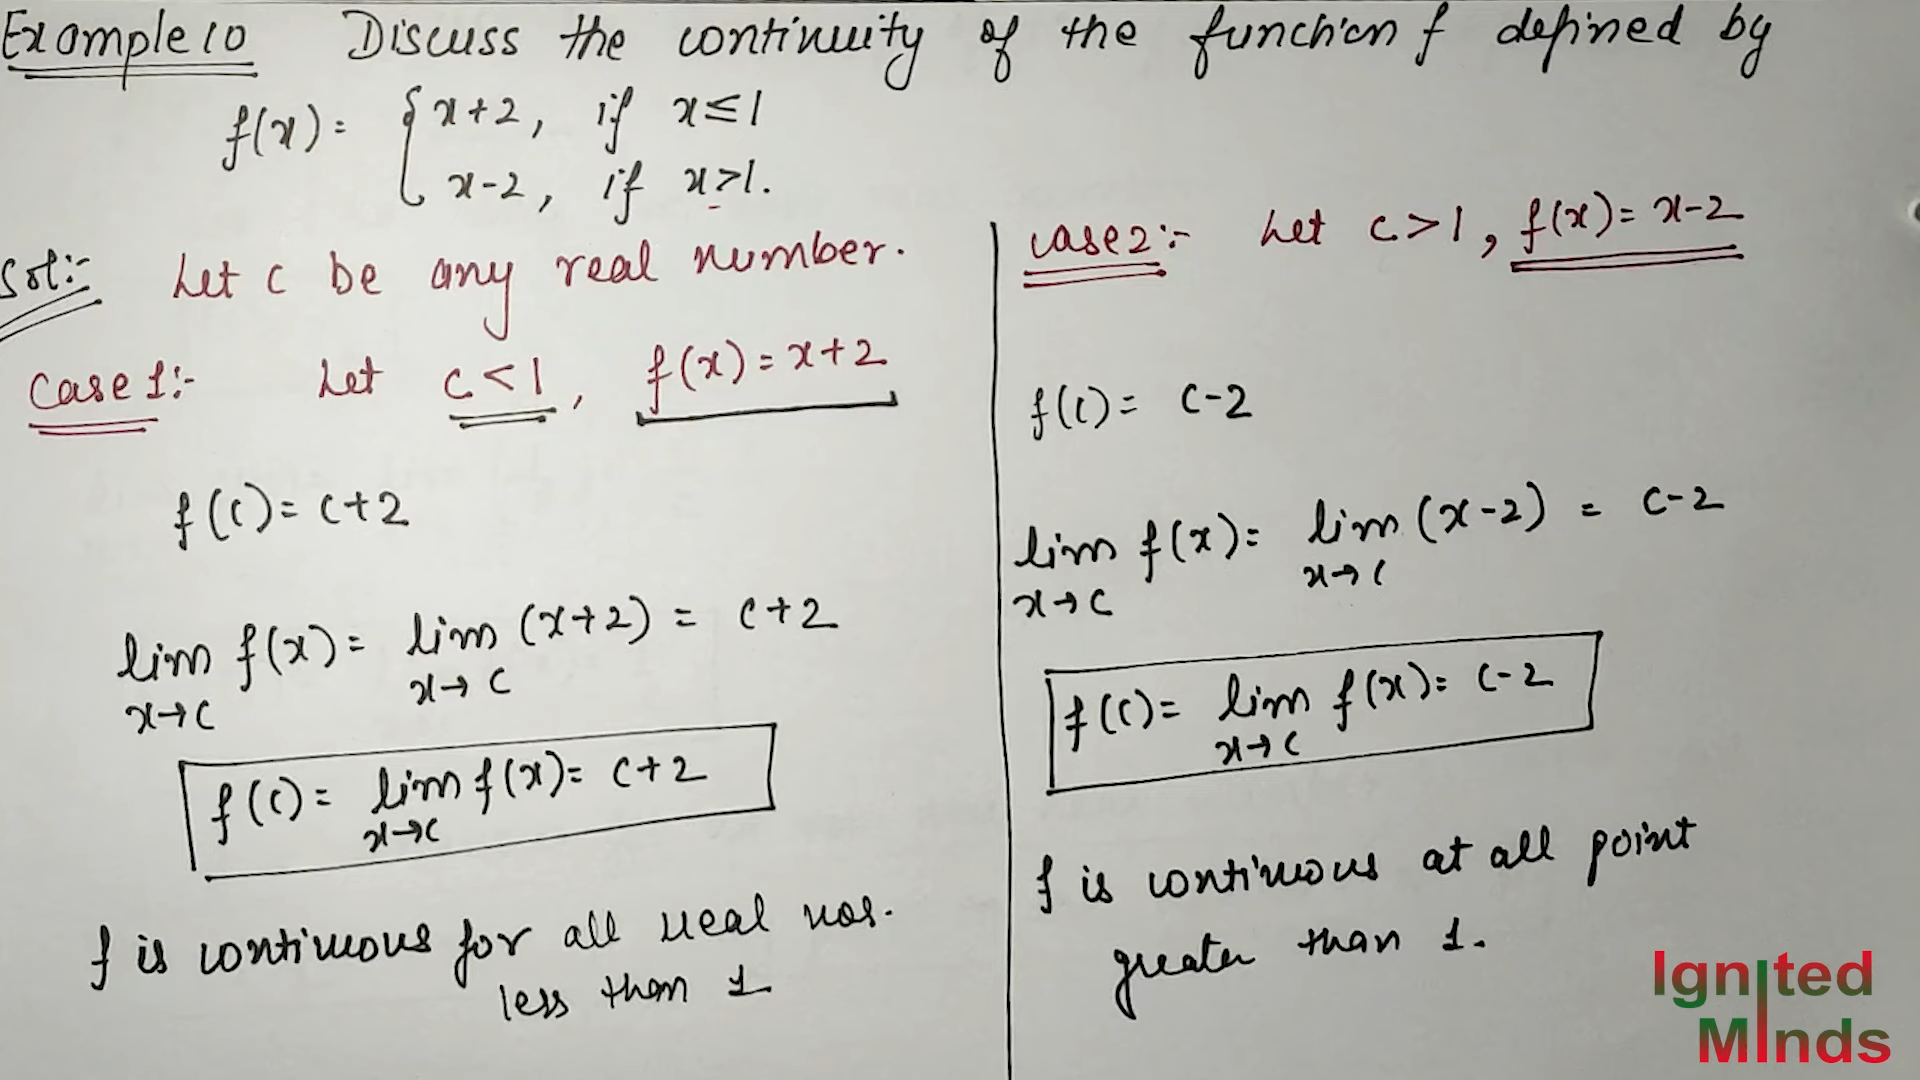 Example 10 Discuss the continuity of the function f defined by
f(x) = { x+2, if x ≤ 1
x-2, if x > 1.
Sol:- Let c be any real number.
Case 1:- Let c < 1, f(x) = x+2
f(c) = c+2
lim f(x) = lim (x+2) = c+2
x→c x→c
f(c) = lim f(x) = c+2
x→c
f is continuous for all real nos.
less than 1
Case 2:- Let c > 1, f(x) = x-2
f(c) = c-2
lim f(x) = lim (x-2) = c-2
x→c x→c
f(c) = lim f(x) = c-2
x→c
f is continuous at all point
greater than 1.
Ignited
Minds